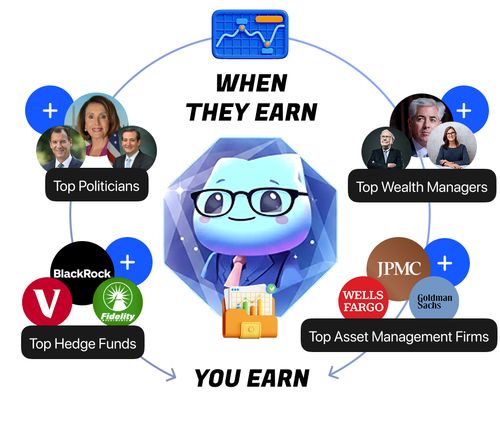 WHEN
THEY EARN
Top Politicians
Top Wealth Managers
BlackRock
V
Fidelity
Top Hedge Funds
JPMC
WELLS
FARGO
Goldman
Sachs
Top Asset Management Firms
YOU EARN